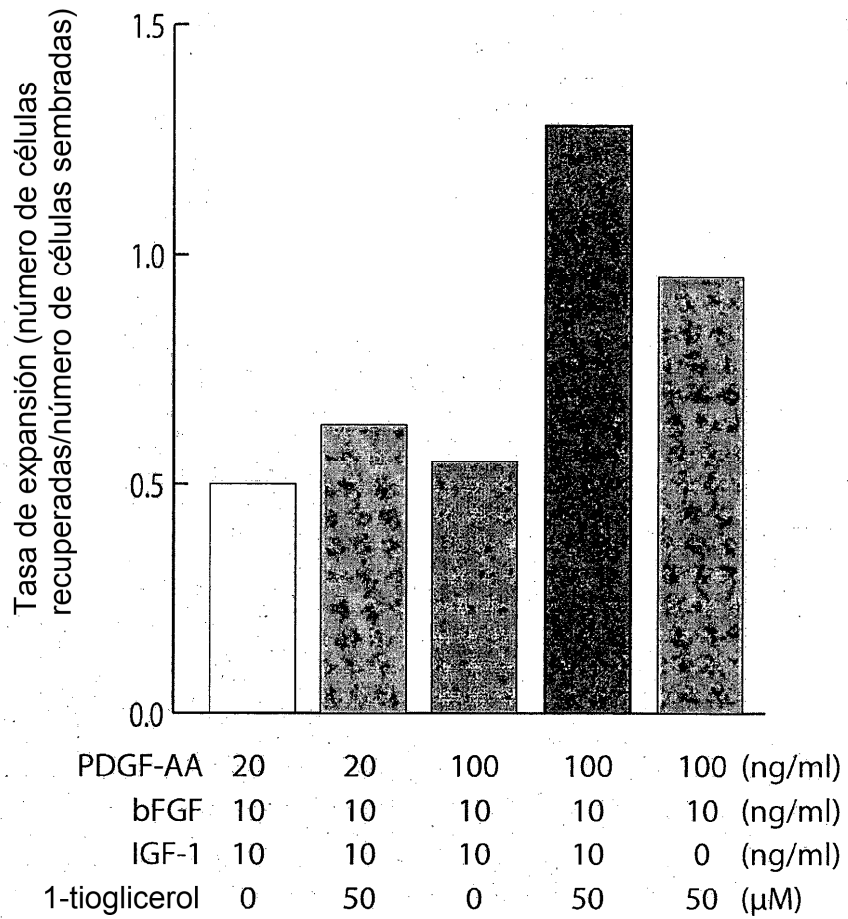 Tasa de expansión (número de células
recuperadas/número de células sembradas)
1.5
1.0
0.5
0.0
PDGF-AA 20 20 100 100 100 (ng/ml)
bFGF 10 10 10 10 10 (ng/ml)
IGF-1 10 10 10 10 0 (ng/ml)
1-tioglicerol 0 50 0 50 50 (µM)